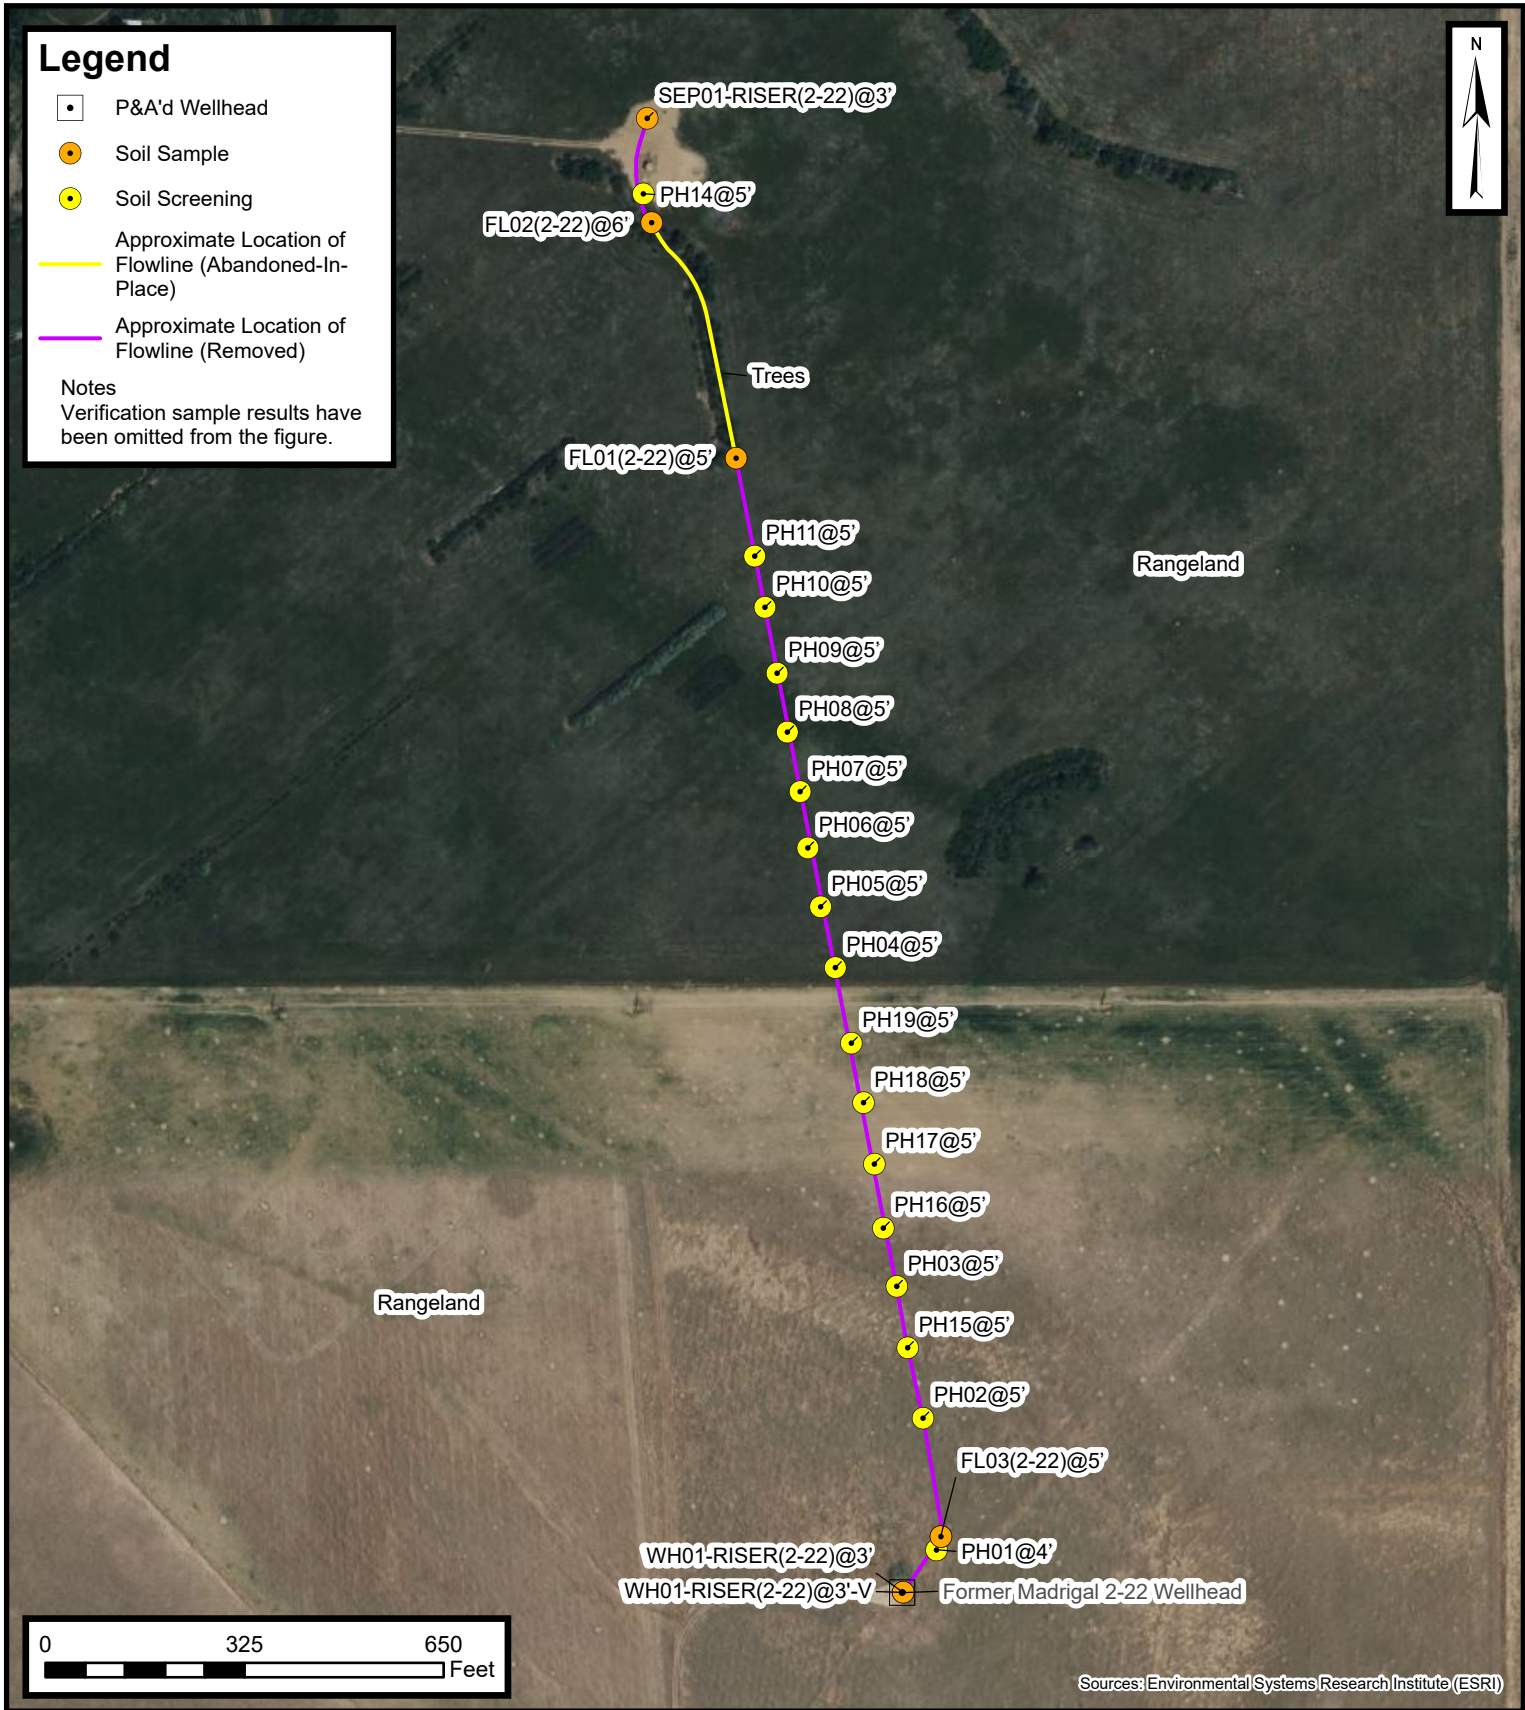 Legend
P&A'd Wellhead
Soil Sample
Soil Screening
Approximate Location of
Flowline (Abandoned-In-
Place)
Approximate Location of
Flowline (Removed)
Notes
Verification sample results have
been omitted from the figure.
N
SEP01-RISER(2-22)@3’
PH14@5’
FL02(2-22)@6’
Trees
FL01(2-22)@5’
PH11@5’
Rangeland
PH10@5’
PH09@5’
PH08@5’
PH07@5’
PH06@5’
PH05@5’
PH04@5’
PH19@5’
PH18@5’
PH17@5’
PH16@5’
PH03@5’
Rangeland
PH15@5’
PH02@5’
FL03(2-22)@5’
PH01@4’
WH01-RISER(2-22)@3’
WH01-RISER(2-22)@3'-V
Former Madrigal 2-22 Wellhead
0 325 650
Feet
Sources: Environmental Systems Research Institute (ESRI)